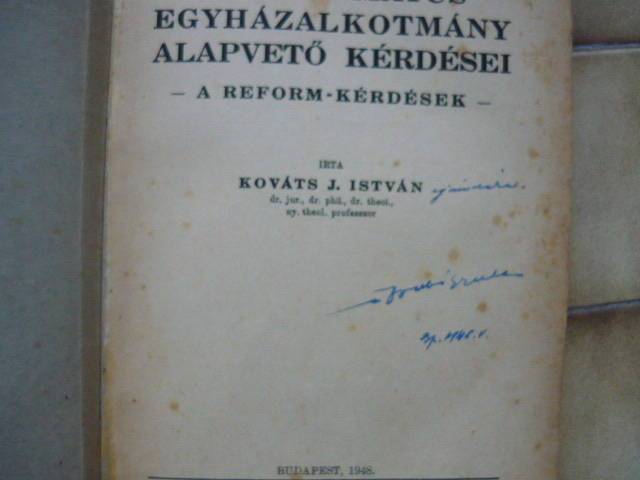 EGYHÁZALKOTMÁNY
ALAPVETŐ KÉRDÉSEI
– A REFORM-KÉRDÉSEK –
IRTA
KOVÁTS J. ISTVÁN
dr. jur., dr. phil., dr. theol.,
ny. theol. professzor
BUDAPEST, 1948.